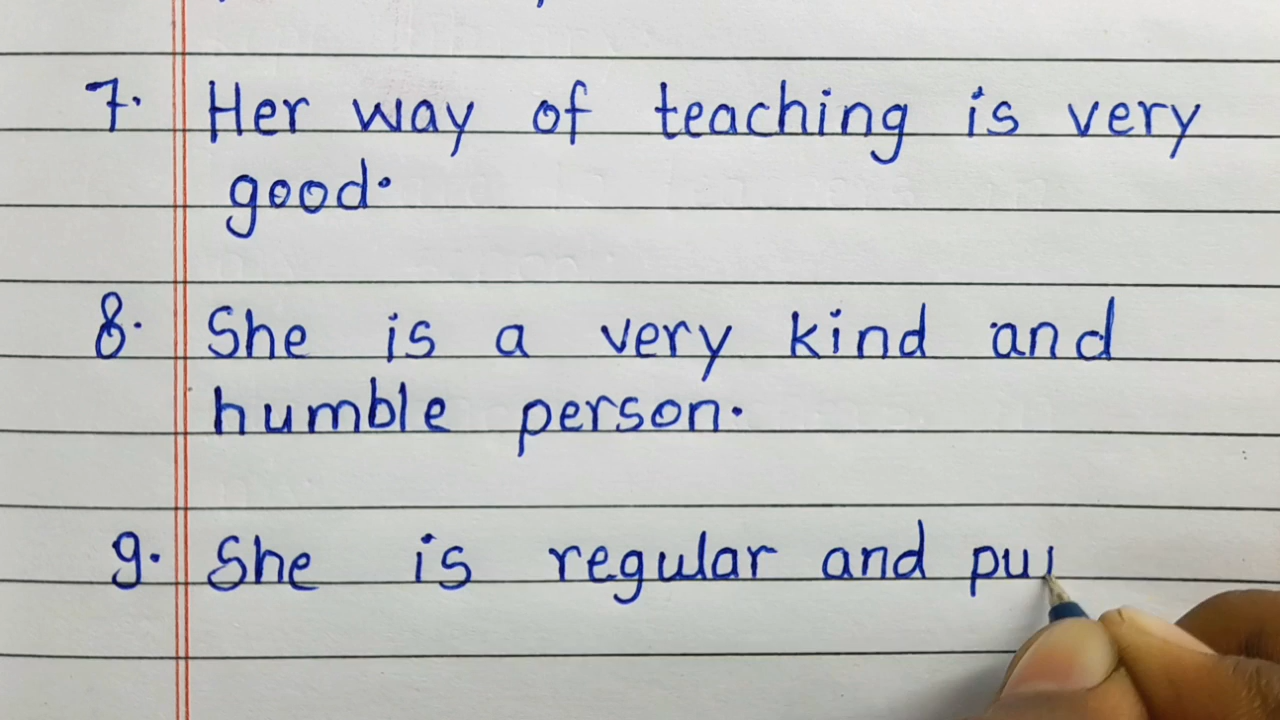 7. Her way of teaching is very
good.
8. She is a very kind and
humble person.
9. She is regular and pu